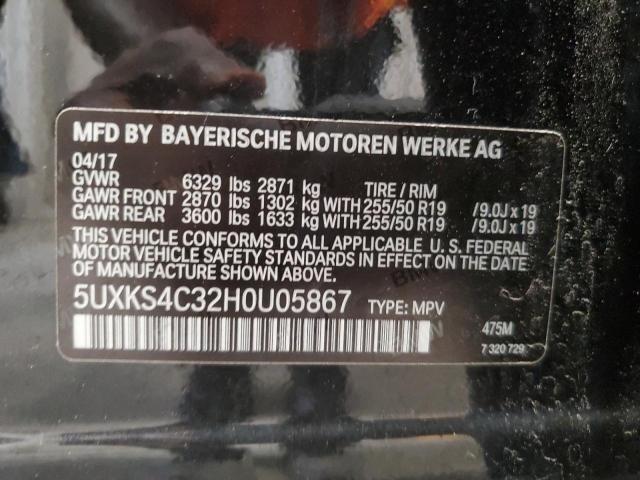 MFD BY BAYERISCHE MOTOREN WERKE AG
04/17
GVWR 6329 lbs 2871 kg TIRE / RIM
GAWR FRONT 2870 lbs 1302 kg WITH 255/50 R19 /9.0J x 19
GAWR REAR 3600 lbs 1633 kg WITH 255/50 R19 /9.0J x 19
THIS VEHICLE CONFORMS TO ALL APPLICABLE U. S. FEDERAL
MOTOR VEHICLE SAFETY STANDARDS IN EFFECT ON THE DATE
OF MANUFACTURE SHOWN ABOVE.
5UXKS4C32H0U05867 TYPE: MPV
475M
7 320 729